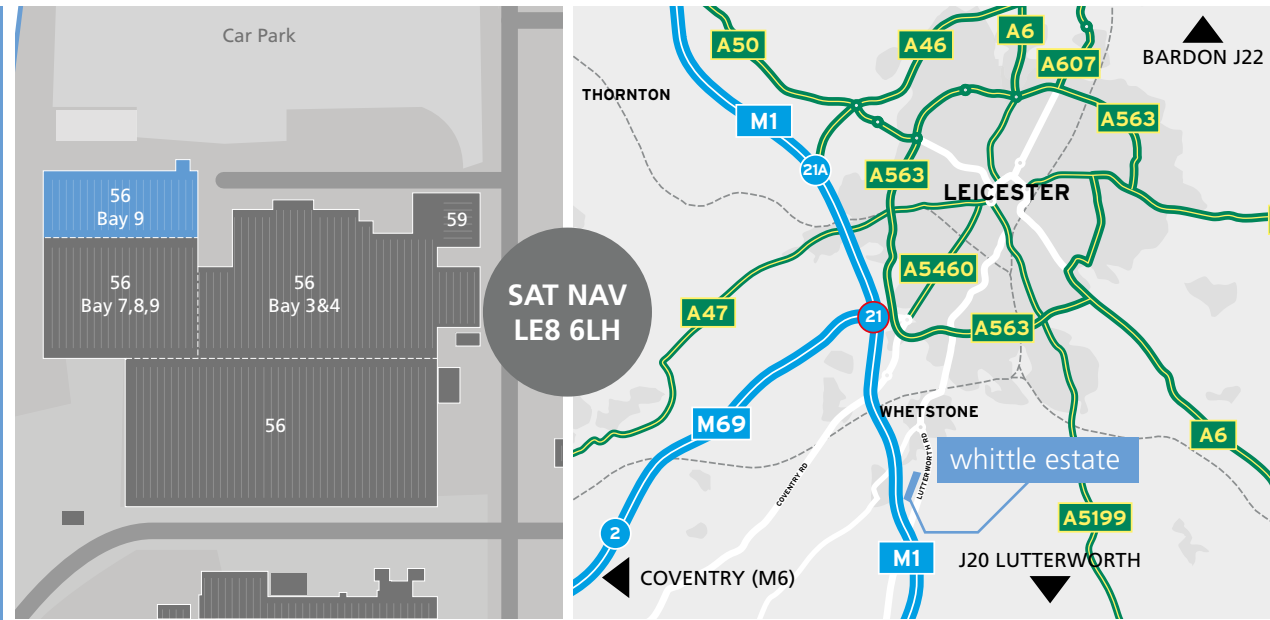 Car Park
56
Bay 9
56
Bay 7,8,9
56
Bay 3&4
59
56
SAT NAV
LE8 6LH
A50
A46
A6
A607
BARDON J22
THORNTON
M1
A563
21A
A563
LEICESTER
A5460
A47
21
A563
M69
WHETSTONE
A6
LUTTERWORTH RD
whittle estate
COVENTRY RD
A5199
2
M1
J20 LUTTERWORTH
COVENTRY (M6)